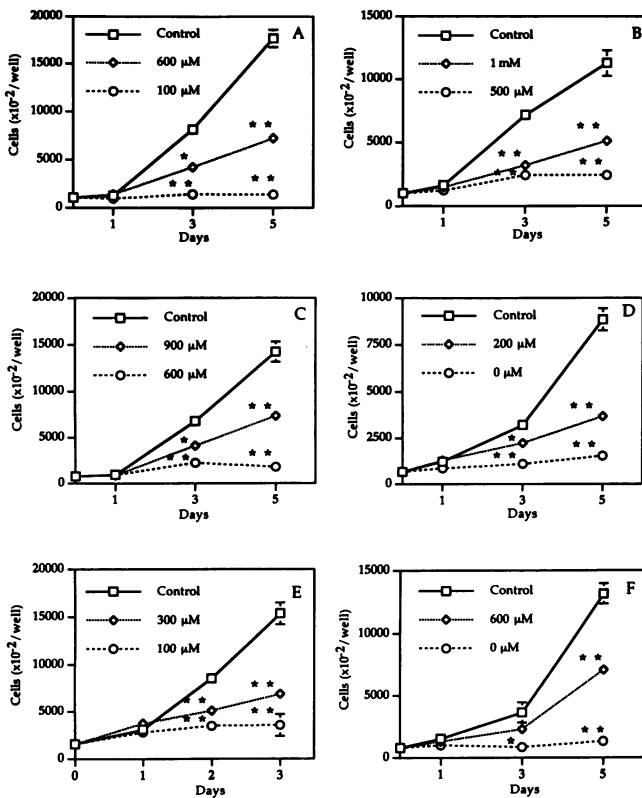 A
Control
600 µM
100 µM
20000
15000
10000
5000
0
Cells (x10⁻²/well)
* *
*
* *
* *
1 3 5
Days
B
Control
1 mM
500 µM
15000
10000
5000
0
Cells (x10⁻²/well)
* *
* *
* *
* *
1 3 5
Days
C
Control
900 µM
600 µM
20000
15000
10000
5000
0
Cells (x10⁻²/well)
* *
*
* *
* *
1 3 5
Days
D
Control
200 µM
0 µM
10000
7500
5000
2500
0
Cells (x10⁻²/well)
* *
*
* *
* *
1 3 5
Days
E
Control
300 µM
100 µM
20000
15000
10000
5000
0
Cells (x10⁻²/well)
* *
* *
* *
* *
0 1 2 3
Days
F
Control
600 µM
0 µM
15000
10000
5000
0
Cells (x10⁻²/well)
* *
* *
*
1 3 5
Days